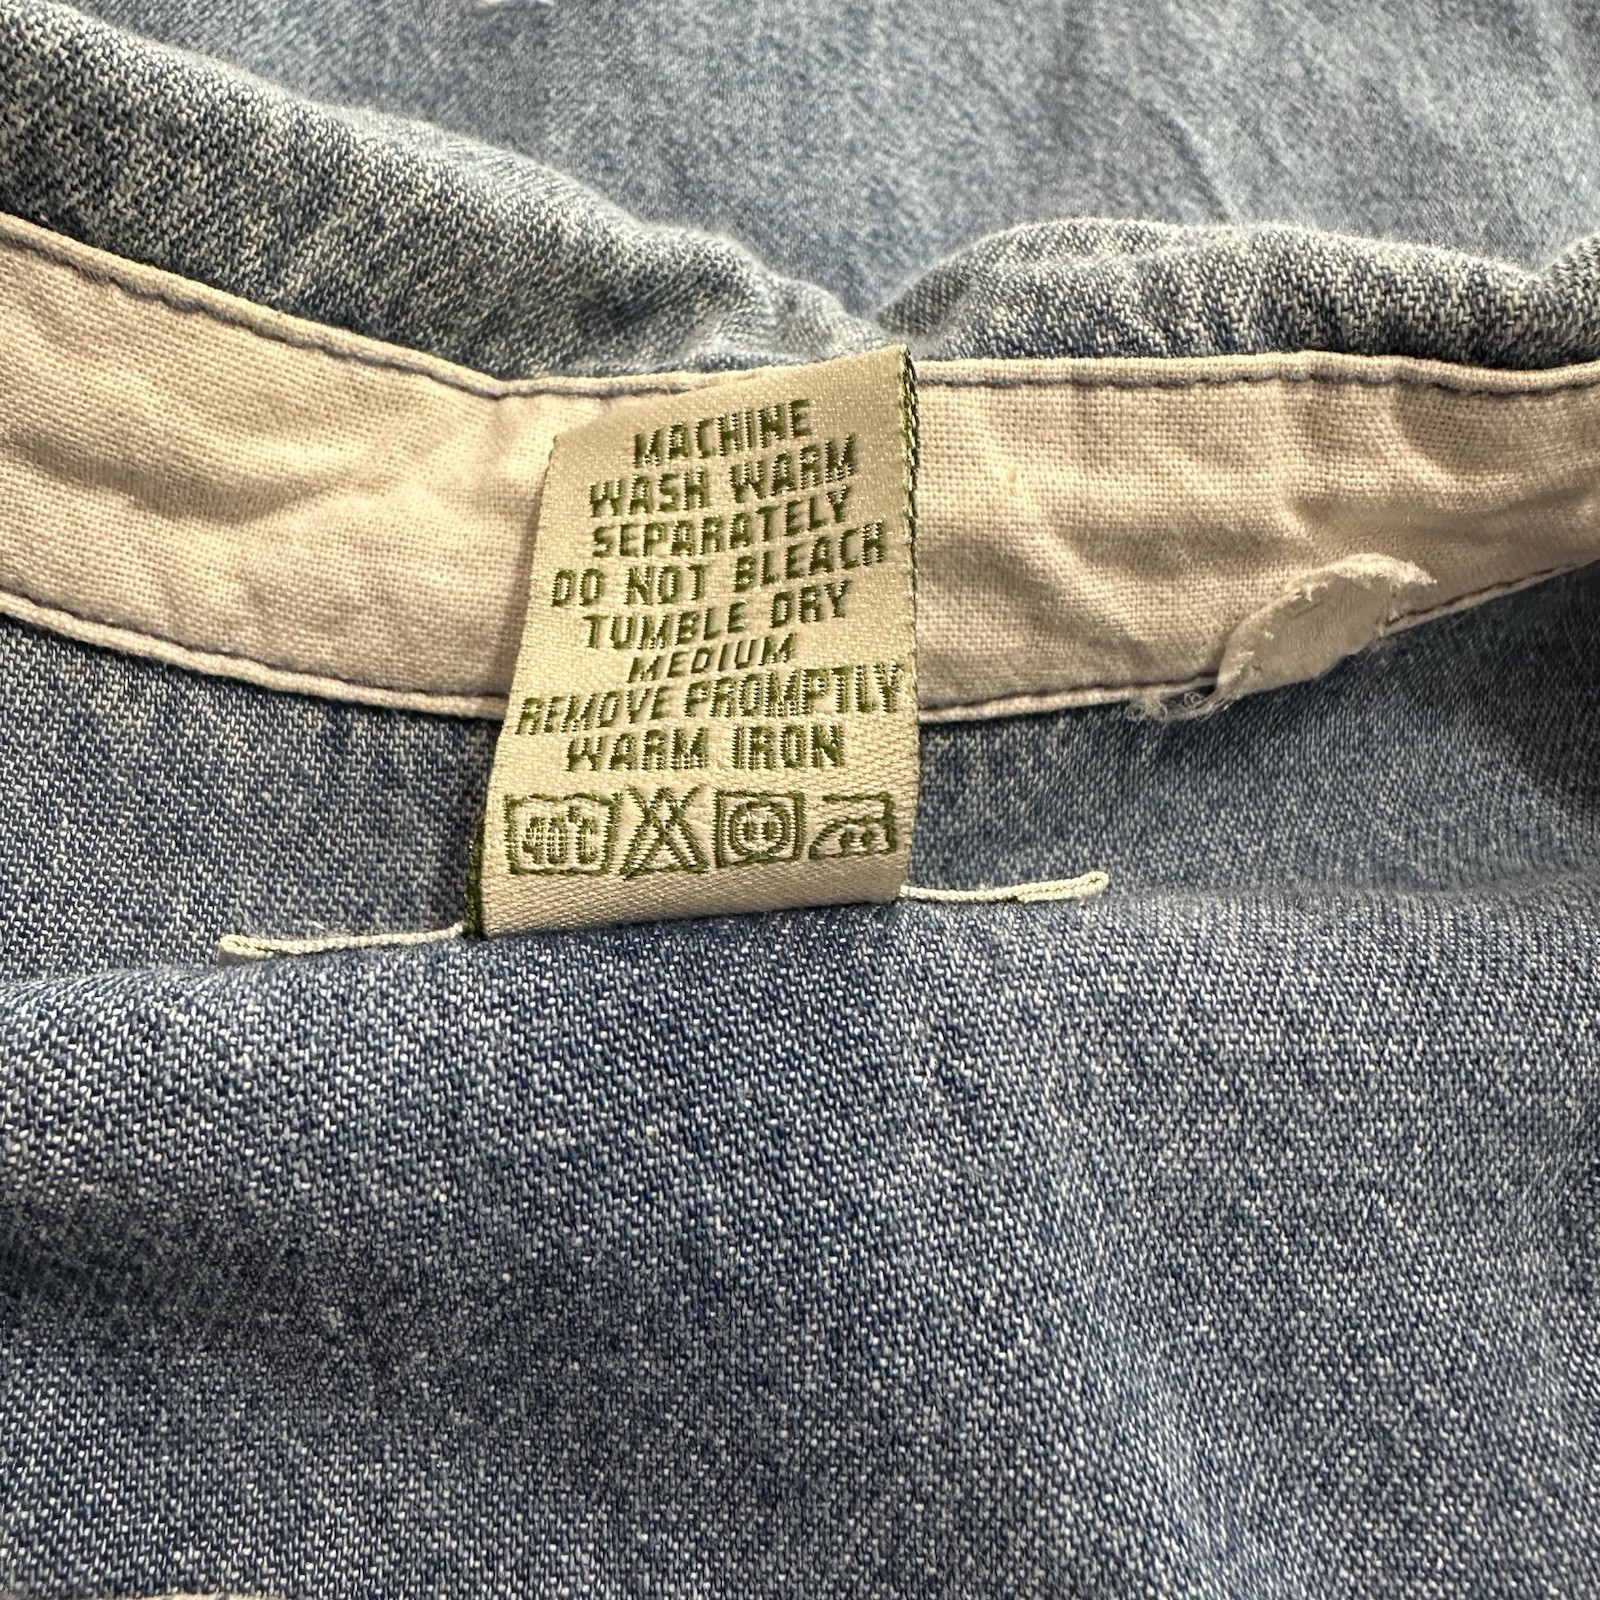 MACHINE
WASH WARM
SEPARATELY
DO NOT BLEACH
TUMBLE DRY
MEDIUM
REMOVE PROMPTLY
WARM IRON
40°C